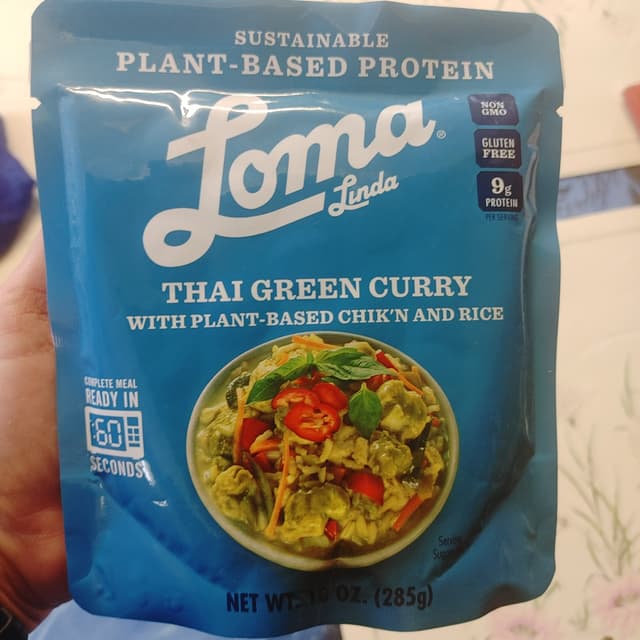 SUSTAINABLE
PLANT-BASED PROTEIN
Loma®
Linda
NON
GMO
GLUTEN
FREE
9g
PROTEIN
PER SERVING
THAI GREEN CURRY
WITH PLANT-BASED CHIK'N AND RICE
COMPLETE MEAL
READY IN
:60
SECONDS
NET WT. 10 OZ. (285g)